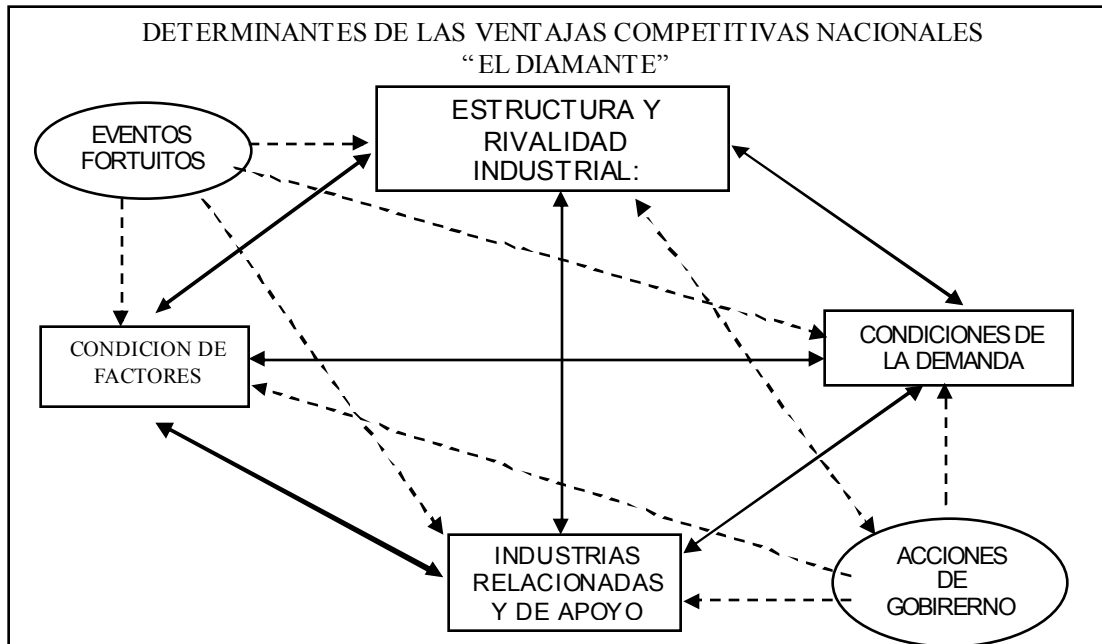 DETERMINANTES DE LAS VENTAJAS COMPETITIVAS NACIONALES
“EL DIAMANTE”
ESTRUCTURA Y
RIVALIDAD
INDUSTRIAL:
EVENTOS
FORTUITOS
CONDICION DE
FACTORES
CONDICIONES DE
LA DEMANDA
INDUSTRIAS
RELACIONADAS
Y DE APOYO
ACCIONES
DE
GOBIRERNO